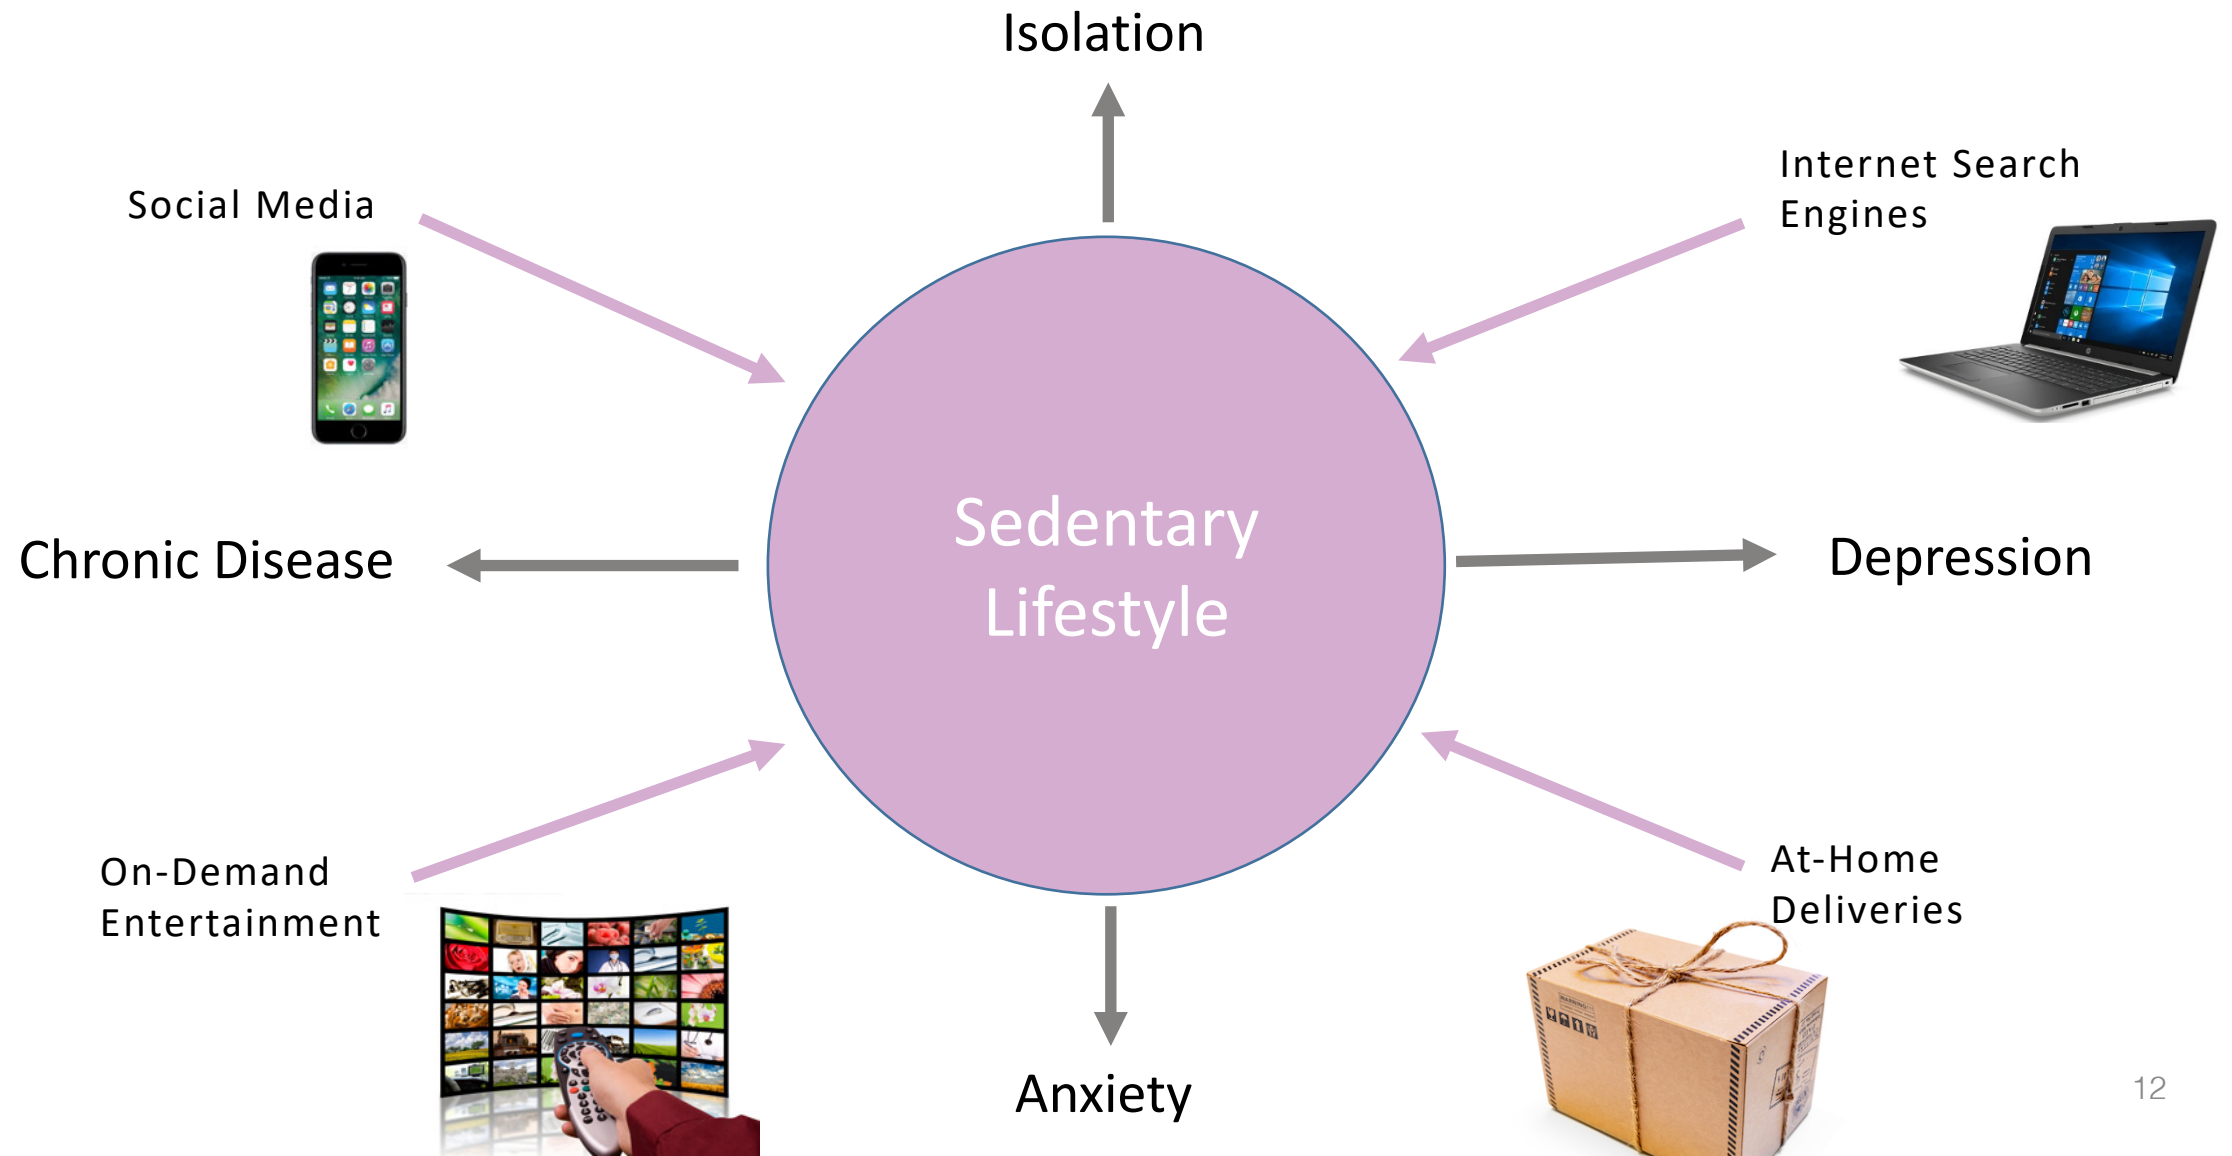 Isolation
Social Media
Internet Search
Engines
Sedentary
Lifestyle
Chronic Disease
Depression
On-Demand
Entertainment
At-Home
Deliveries
WARNING
Anxiety
12